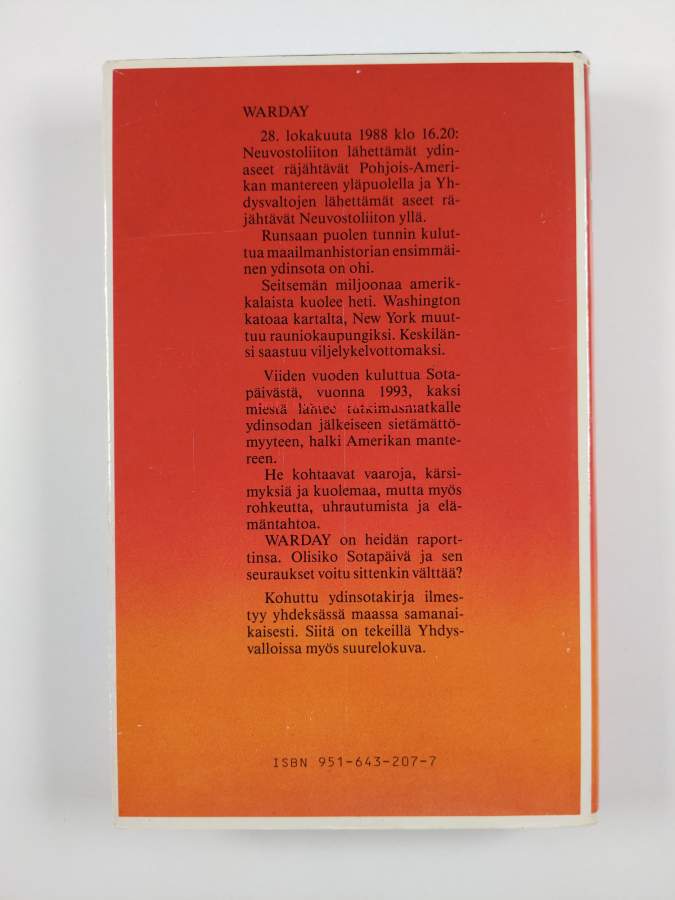 WARDAY
28. lokakuuta 1988 klo 16.20:
Neuvostoliiton lähettämät ydin-
aseet räjähtävät Pohjois-Ameri-
kan mantereen yläpuolella ja Yh-
dysvaltojen lähettämät aseet rä-
jähtävät Neuvostoliiton yllä.
Runsaan puolen tunnin kulut-
tua maailmanhistorian ensimmäi-
nen ydinsota on ohi.
Seitsemän miljoonaa amerik-
kalaista kuolee heti. Washington
katoaa kartalta, New York muut-
tuu rauniokaupungiksi. Keskilän-
si saastuu viljelykelvottomaksi.
Viiden vuoden kuluttua Sota-
päivästä, vuonna 1993, kaksi
miestä lähtee tutkimusmatkalle
ydinsodan jälkeiseen sietämättö-
myyteen, halki Amerikan mante-
reen.
He kohtaavat vaaroja, kärsi-
myksiä ja kuolemaa, mutta myös
rohkeutta, uhrautumista ja elä-
mäntahtoa.
WARDAY on heidän raport-
tinsa. Olisiko Sotapäivä ja sen
seuraukset voitu sittenkin välttää?
Kohuttu ydinsotakirja ilmes-
tyy yhdeksässä maassa samanai-
kaisesti. Siitä on tekeillä Yhdys-
valloissa myös suurelokuva.
ISBN 951-643-207-7